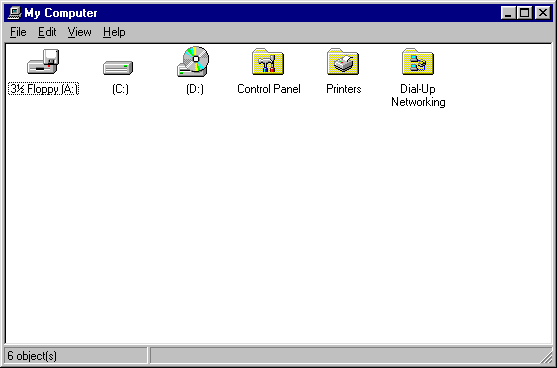 My Computer
File Edit View Help
3½ Floppy (A:) (C:) (D:) Control Panel Printers Dial-Up Networking
6 object(s)